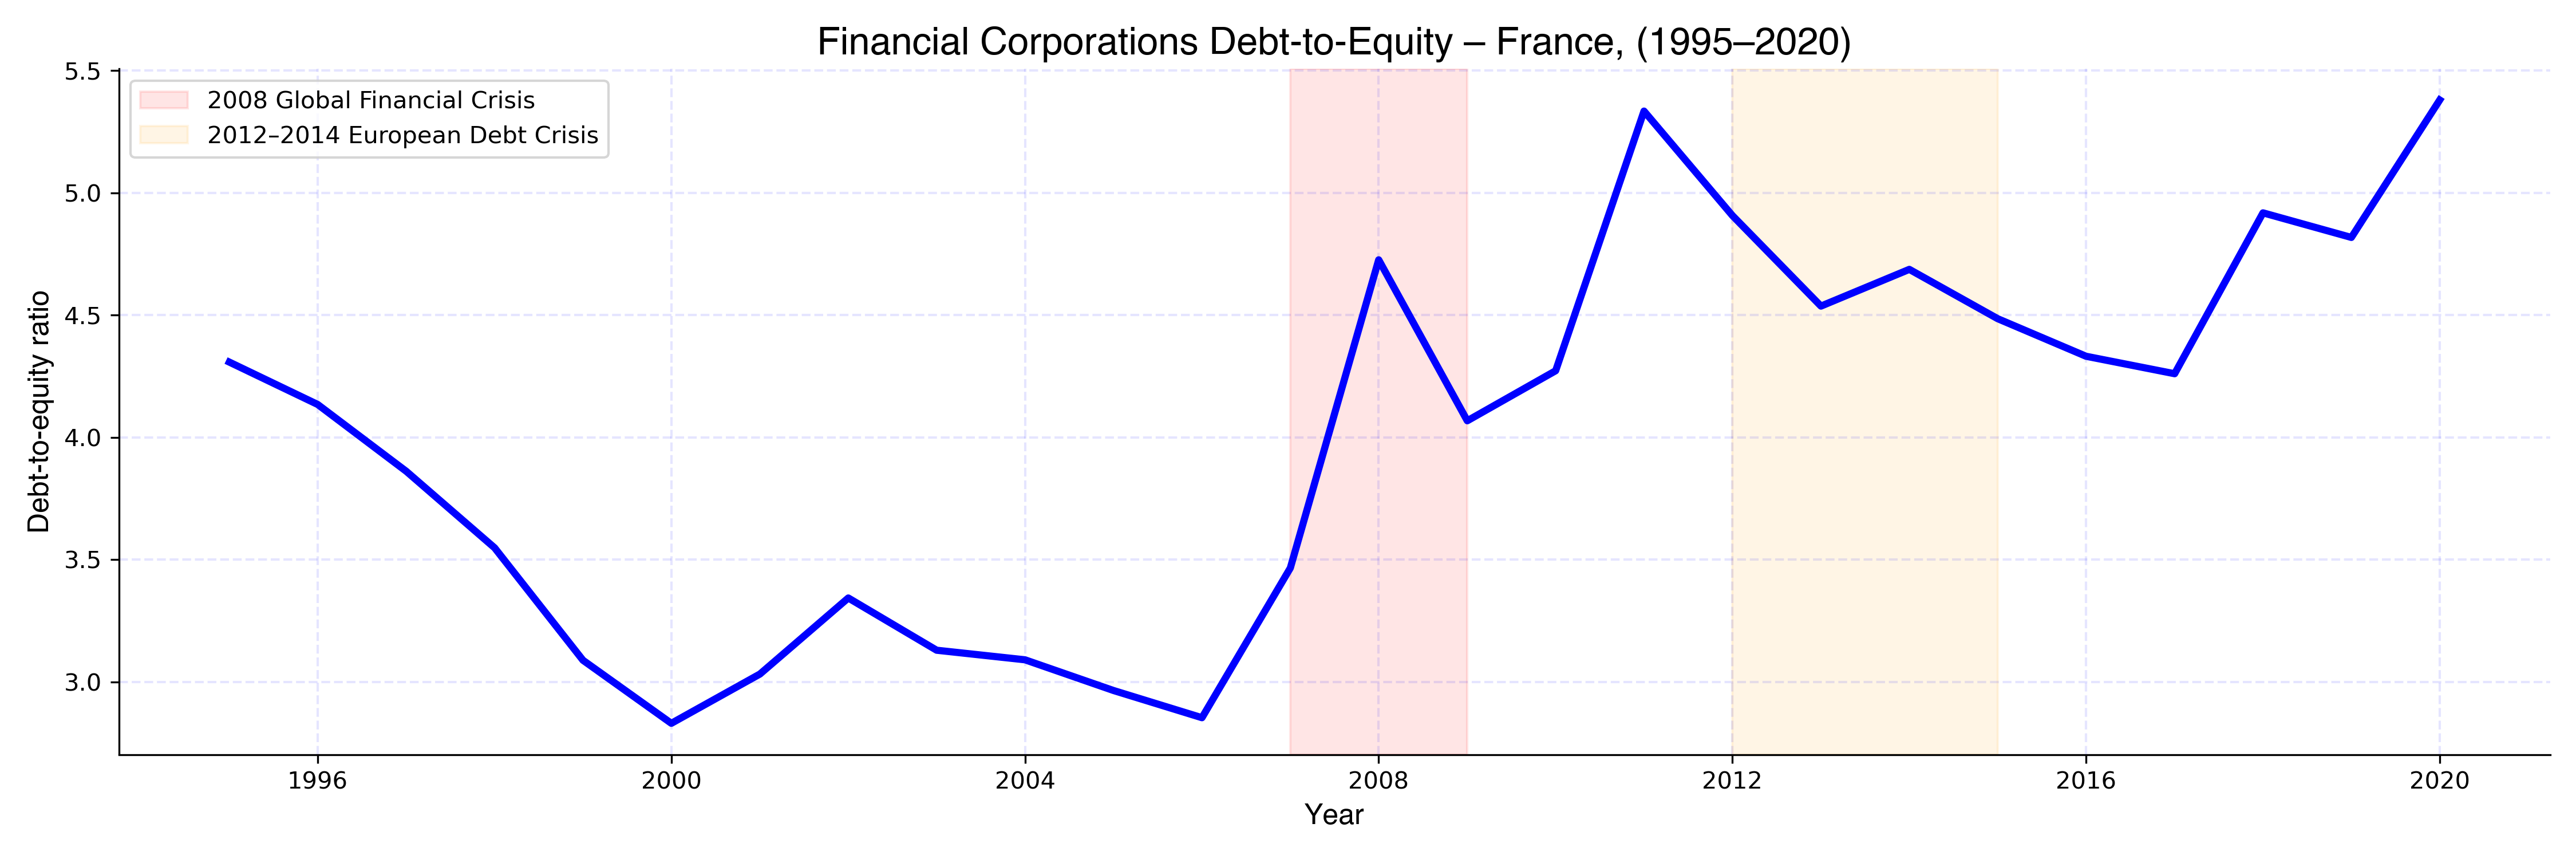 Financial Corporations Debt-to-Equity – France, (1995–2020)
2008 Global Financial Crisis
2012–2014 European Debt Crisis
Debt-to-equity ratio
5.5
5.0
4.5
4.0
3.5
3.0
1996 2000 2004 2008 2012 2016 2020
Year